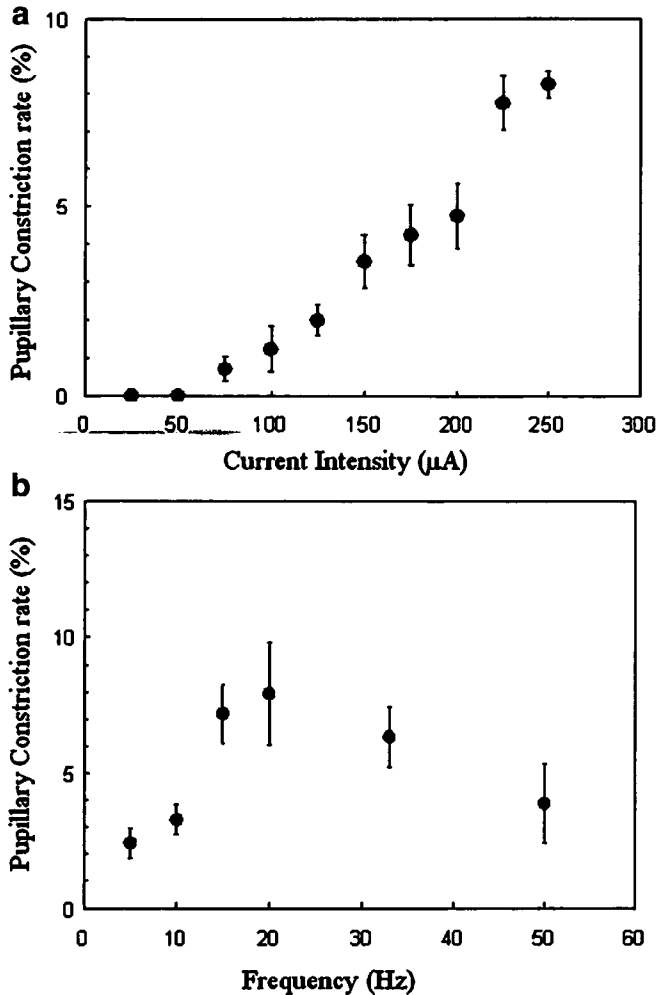 a
Pupillary Constriction rate (%)
10
5
0
0 50 100 150 200 250 300
Current Intensity (µA)
b
Pupillary Constriction rate (%)
15
10
5
0
0 10 20 30 40 50 60
Frequency (Hz)